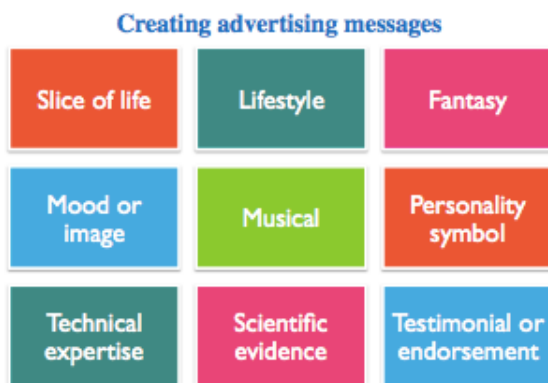 Creating advertising messages
Slice of life
Lifestyle
Fantasy
Mood or
image
Musical
Personality
symbol
Technical
expertise
Scientific
evidence
Testimonial or
endorsement